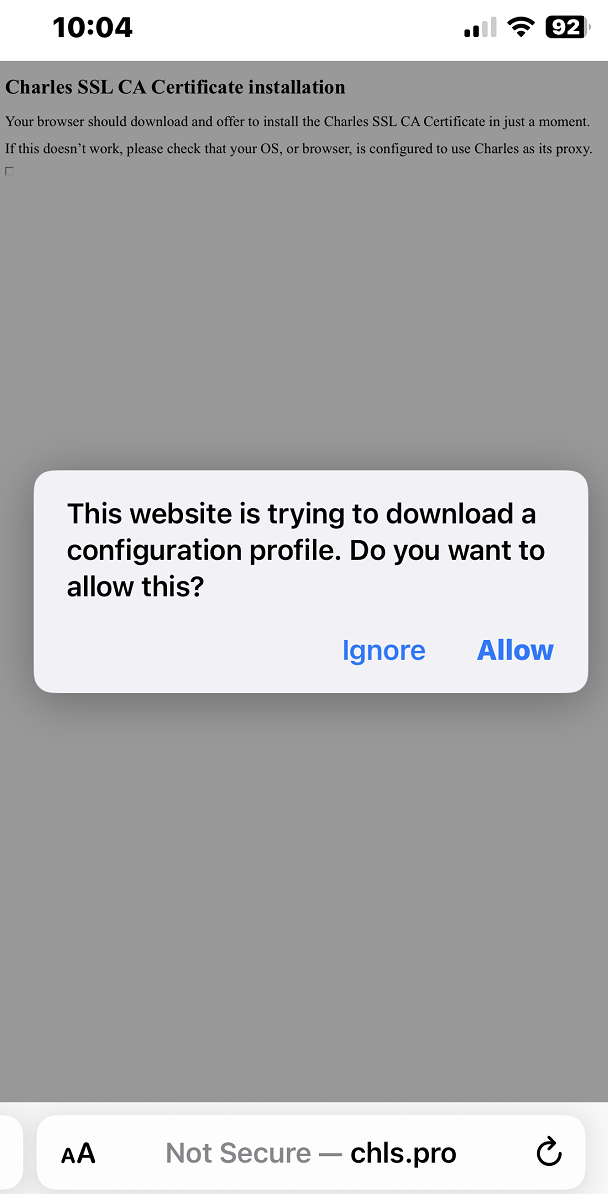 10:04
92
Charles SSL CA Certificate installation
Your browser should download and offer to install the Charles SSL CA Certificate in just a moment.
If this doesn’t work, please check that your OS, or browser, is configured to use Charles as its proxy.
This website is trying to download a
configuration profile. Do you want to
allow this?
Ignore Allow
AA Not Secure — chls.pro